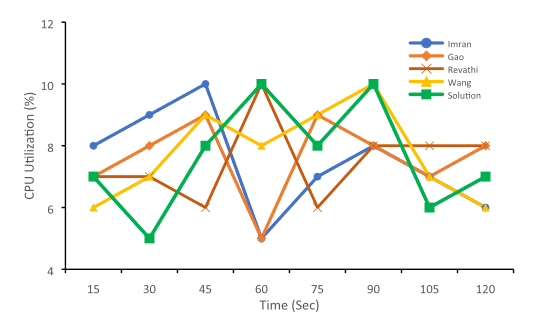 12
10
8
6
4
CPU Utilization (%)
Imran
Gao
Revathi
Wang
Solution
15 30 45 60 75 90 105 120
Time (Sec)